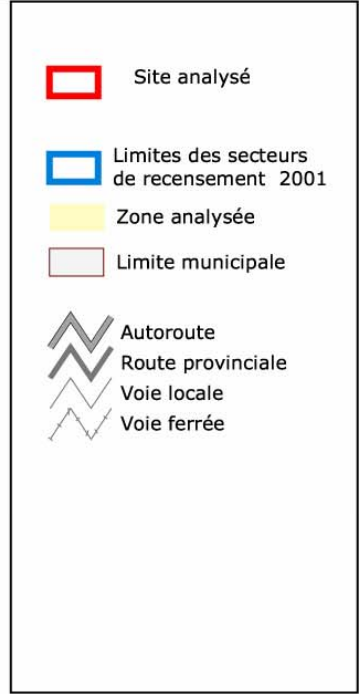 Site analysé
Limites des secteurs
de recensement 2001
Zone analysée
Limite municipale
Autoroute
Route provinciale
Voie locale
Voie ferrée